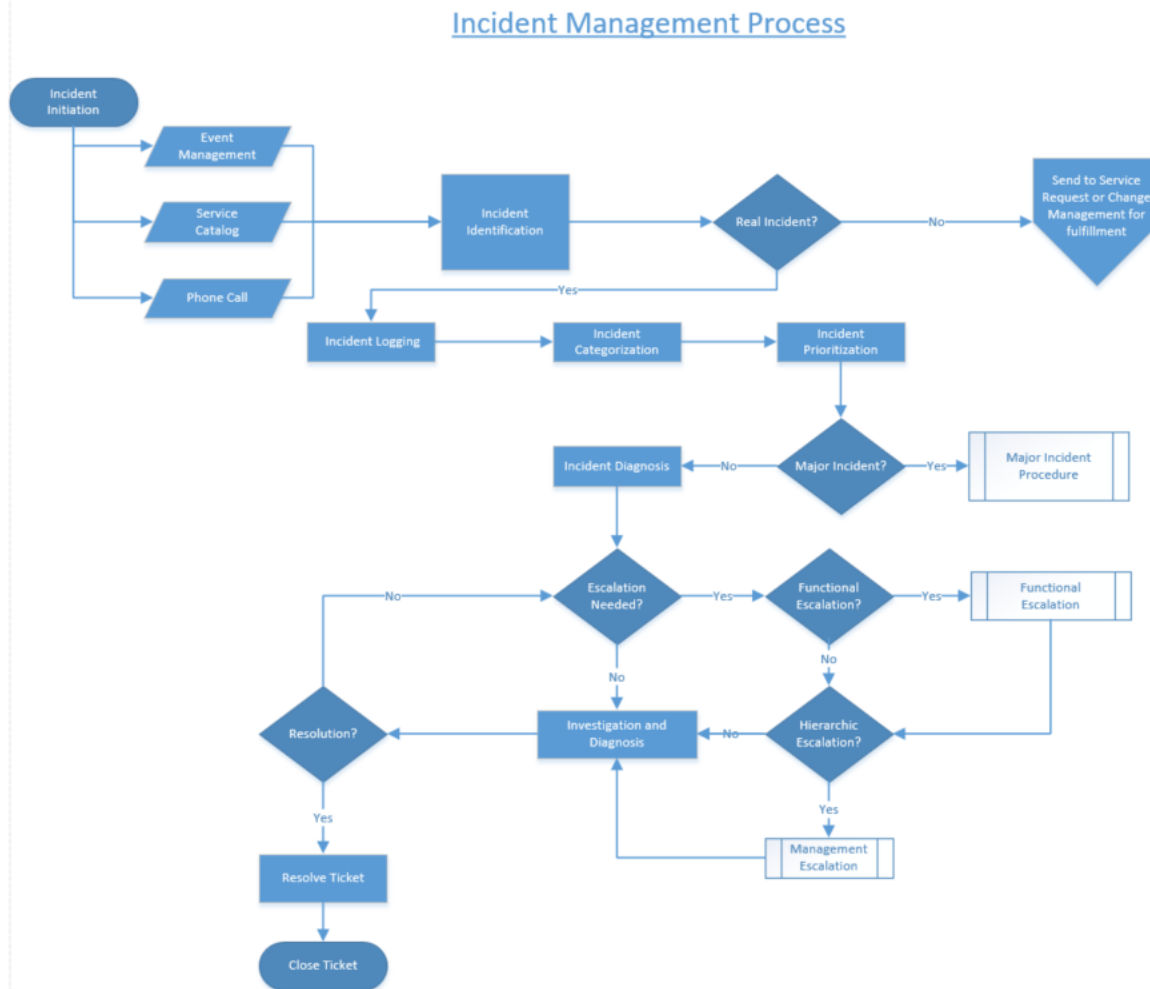 Incident Management Process
Incident
Initiation
Event
Management
Service
Catalog
Phone Call
Incident
Identification
Real Incident?
No
Send to Service
Request or Change
Management for
fulfillment
Yes
Incident Logging
Incident
Categorization
Incident
Prioritization
Major Incident?
Yes
Major Incident
Procedure
No
Incident Diagnosis
Escalation
Needed?
Yes
Functional
Escalation?
Yes
Functional
Escalation
No
No
No
Resolution?
Investigation and
Diagnosis
No
Hierarchic
Escalation?
Yes
Yes
Management
Escalation
Resolve Ticket
Close Ticket